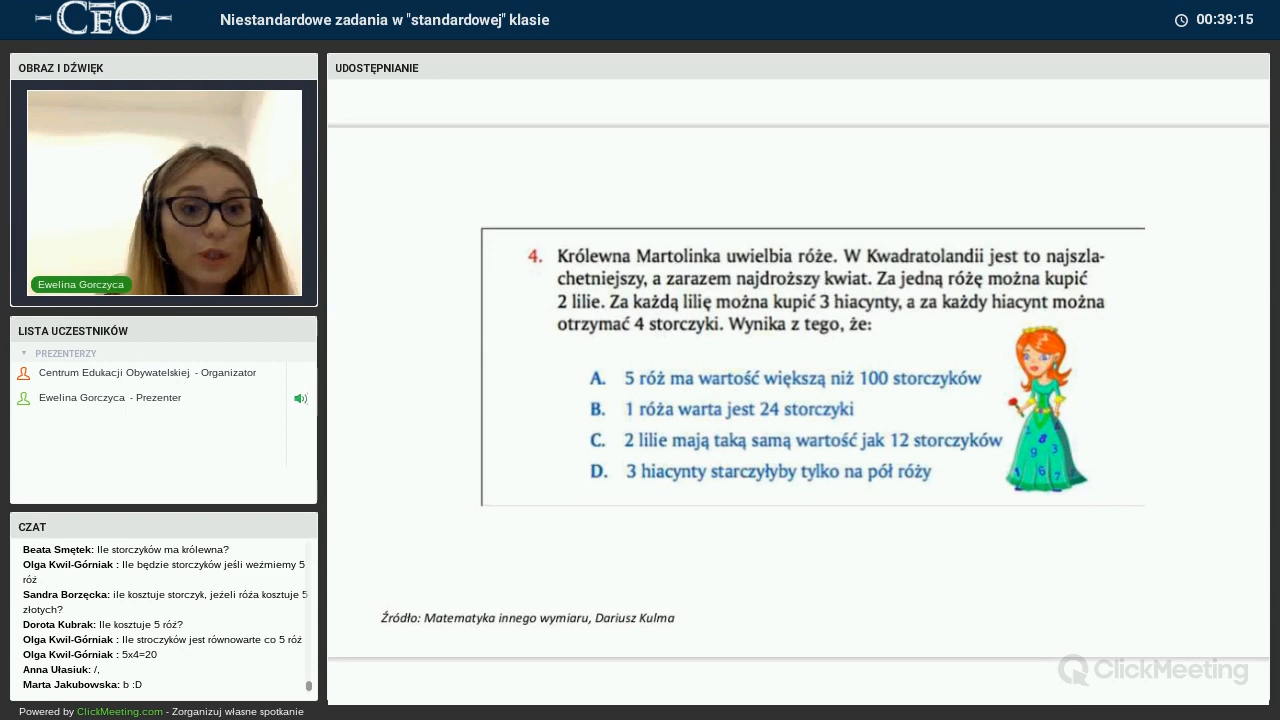 CEO
Niestandardowe zadania w "standardowej" klasie
00:39:15
OBRAZ I DŹWIĘK
Ewelina Gorczyca
LISTA UCZESTNIKÓW
PREZENTERZY
Centrum Edukacji Obywatelskiej - Organizator
Ewelina Gorczyca - Prezenter
CZAT
Beata Smętek: Ile storczyków ma królewna?
Olga Kwil-Górniak : Ile będzie storczyków jeśli weźmiemy 5
róż
Sandra Borzęcka: ile kosztuje storczyk, jeżeli róża kosztuje 5
złotych?
Dorota Kubrak: Ile kosztuje 5 róż?
Olga Kwil-Górniak : Ile stroczyków jest równowarte co 5 róż
Olga Kwil-Górniak : 5x4=20
Anna Ułasiuk: /,
Marta Jakubowska: b :D
Powered by ClickMeeting.com - Zorganizuj własne spotkanie
UDOSTĘPNIANIE
4. Królewna Martolinka uwielbia róże. W Kwadratolandii jest to najszla-
chetniejszy, a zarazem najdroższy kwiat. Za jedną różę można kupić
2 lilie. Za każdą lilię można kupić 3 hiacynty, a za każdy hiacynt można
otrzymać 4 storczyki. Wynika z tego, że:
A. 5 róż ma wartość większą niż 100 storczyków
B. 1 róża warta jest 24 storczyki
C. 2 lilie mają taką samą wartość jak 12 storczyków
D. 3 hiacynty starczyłyby tylko na pół róży
Źródło: Matematyka innego wymiaru, Dariusz Kulma
ClickMeeting